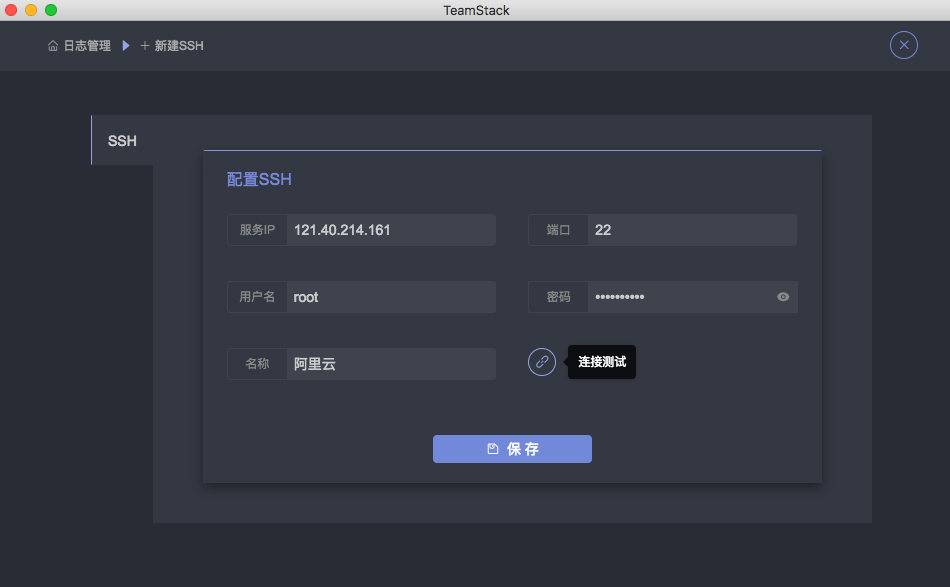 TeamStack
日志管理 新建SSH
SSH
配置SSH
服务IP 121.40.214.161 端口 22
用户名 root 密码 ••••••••••
名称 阿里云 连接测试
保存